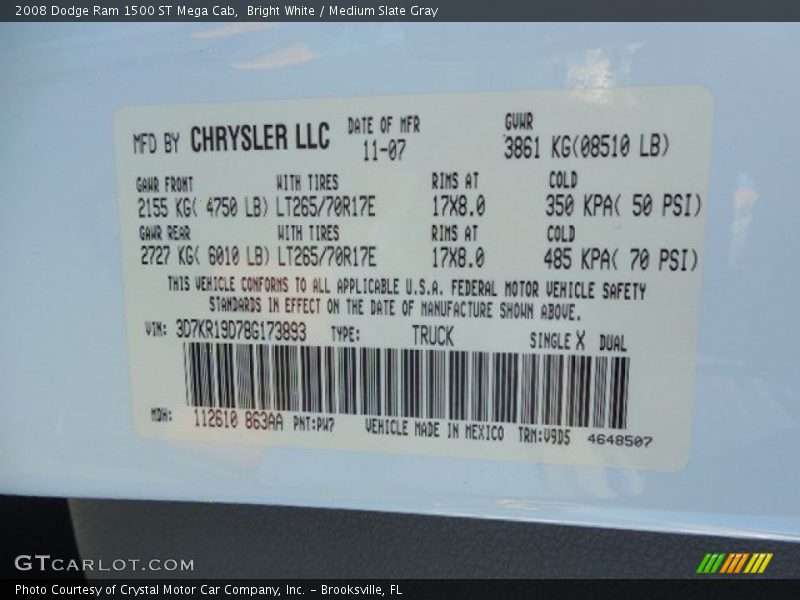 2008 Dodge Ram 1500 ST Mega Cab,  Bright White / Medium Slate Gray
MFD BY CHRYSLER LLC DATE OF MFR GVWR
11-07 3861 KG(08510 LB)
GAWR FRONT WITH TIRES RIMS AT COLD
2155 KG( 4750 LB) LT265/70R17E 17X8.0 350 KPA( 50 PSI)
GAWR REAR WITH TIRES RIMS AT COLD
2727 KG( 6010 LB) LT265/70R17E 17X8.0 485 KPA( 70 PSI)
THIS VEHICLE CONFORMS TO ALL APPLICABLE U.S.A. FEDERAL MOTOR VEHICLE SAFETY
STANDARDS IN EFFECT ON THE DATE OF MANUFACTURE SHOWN ABOVE.
VIN: 3D7KR19D78G173893 TYPE: TRUCK SINGLE X DUAL
MDH: 112610 863AA PNT:PW7 VEHICLE MADE IN MEXICO TRM:V9D5 4648507
GTCARLOT.COM
Photo Courtesy of Crystal Motor Car Company, Inc. – Brooksville, FL